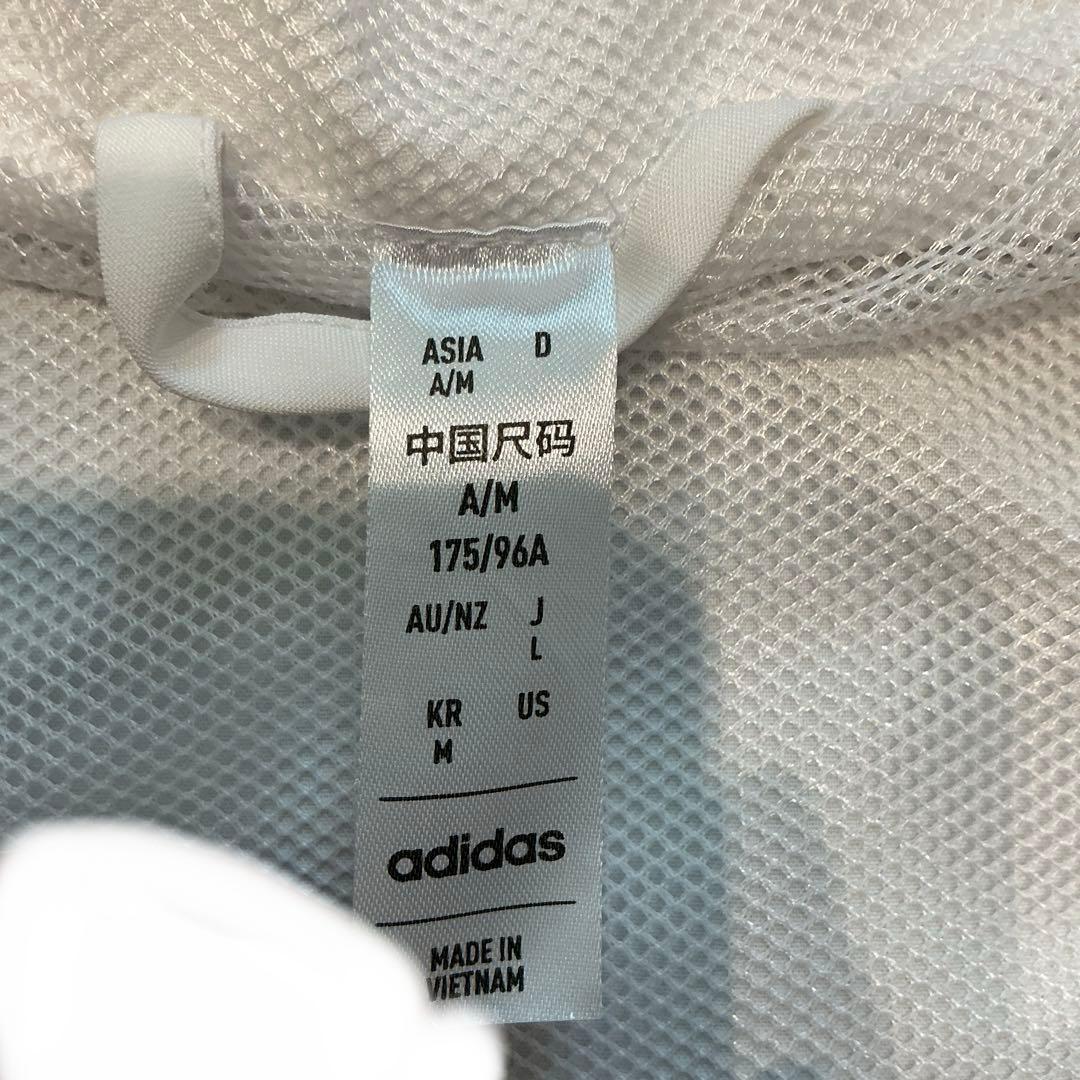 ASIA D
A/M
中国尺码
A/M
175/96A
AU/NZ J
L
KR US
M
adidas
MADE IN
VIETNAM